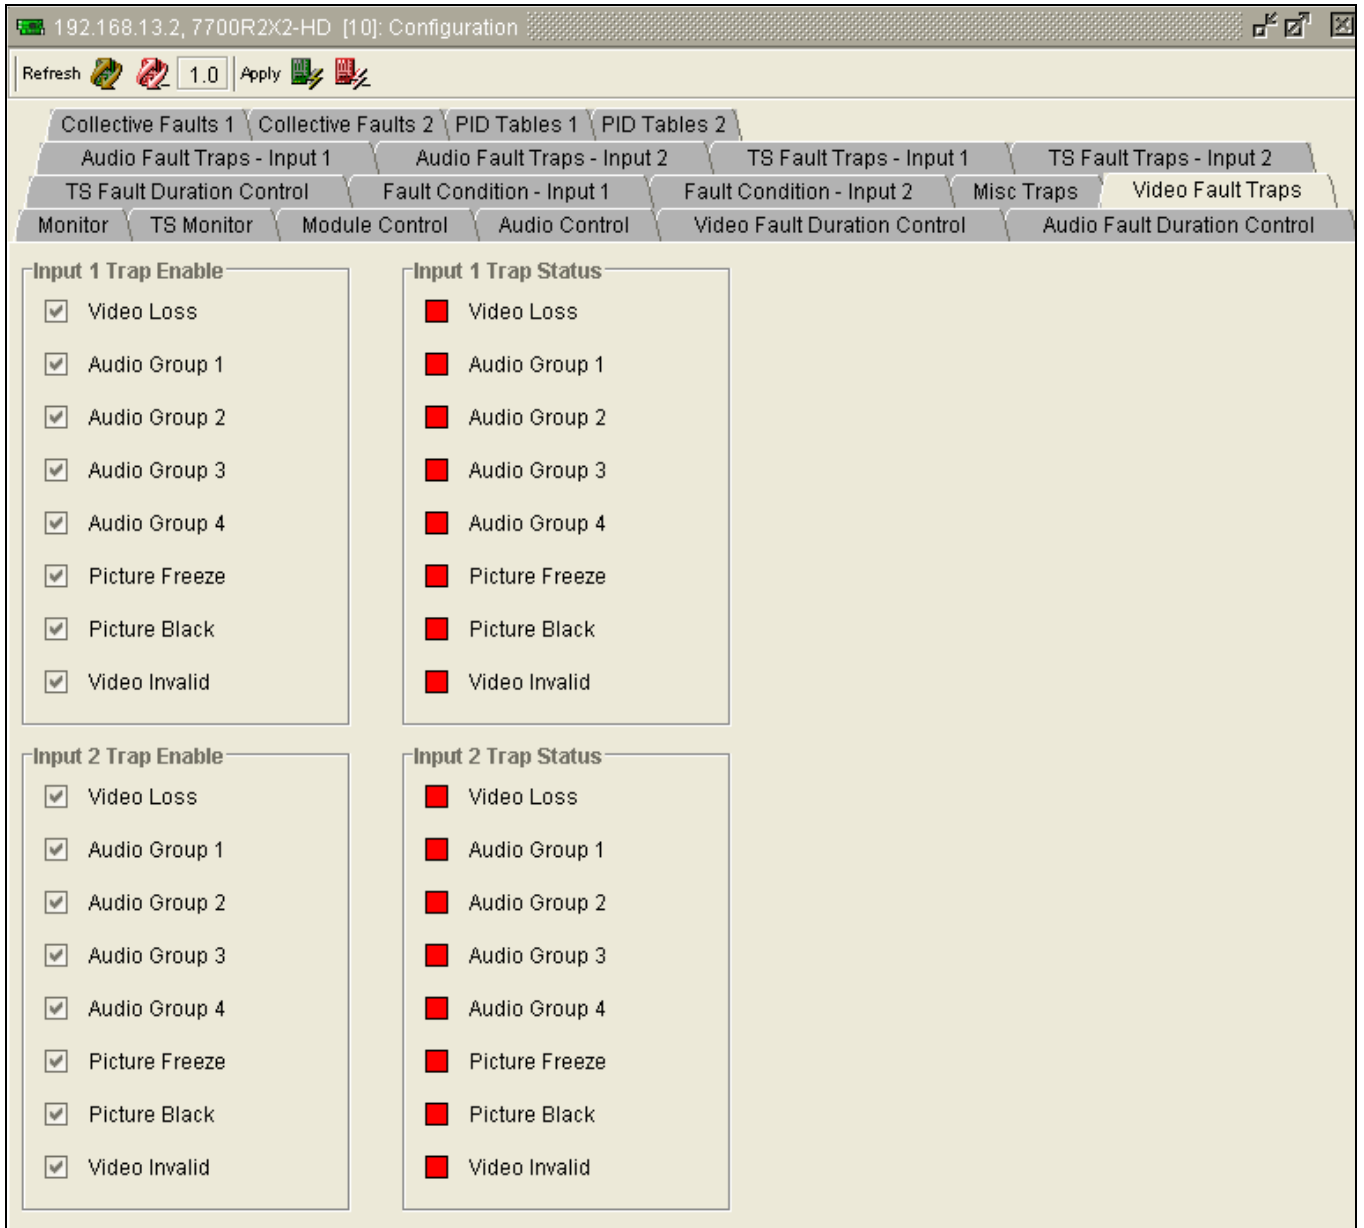 192.168.13.2, 7700R2X2-HD [10]: Configuration
Refresh 1.0 Apply
Collective Faults 1 Collective Faults 2 PID Tables 1 PID Tables 2
Audio Fault Traps - Input 1 Audio Fault Traps - Input 2 TS Fault Traps - Input 1 TS Fault Traps - Input 2
TS Fault Duration Control Fault Condition - Input 1 Fault Condition - Input 2 Misc Traps Video Fault Traps
Monitor TS Monitor Module Control Audio Control Video Fault Duration Control Audio Fault Duration Control
Input 1 Trap Enable
Video Loss
Audio Group 1
Audio Group 2
Audio Group 3
Audio Group 4
Picture Freeze
Picture Black
Video Invalid
Input 1 Trap Status
Video Loss
Audio Group 1
Audio Group 2
Audio Group 3
Audio Group 4
Picture Freeze
Picture Black
Video Invalid
Input 2 Trap Enable
Video Loss
Audio Group 1
Audio Group 2
Audio Group 3
Audio Group 4
Picture Freeze
Picture Black
Video Invalid
Input 2 Trap Status
Video Loss
Audio Group 1
Audio Group 2
Audio Group 3
Audio Group 4
Picture Freeze
Picture Black
Video Invalid